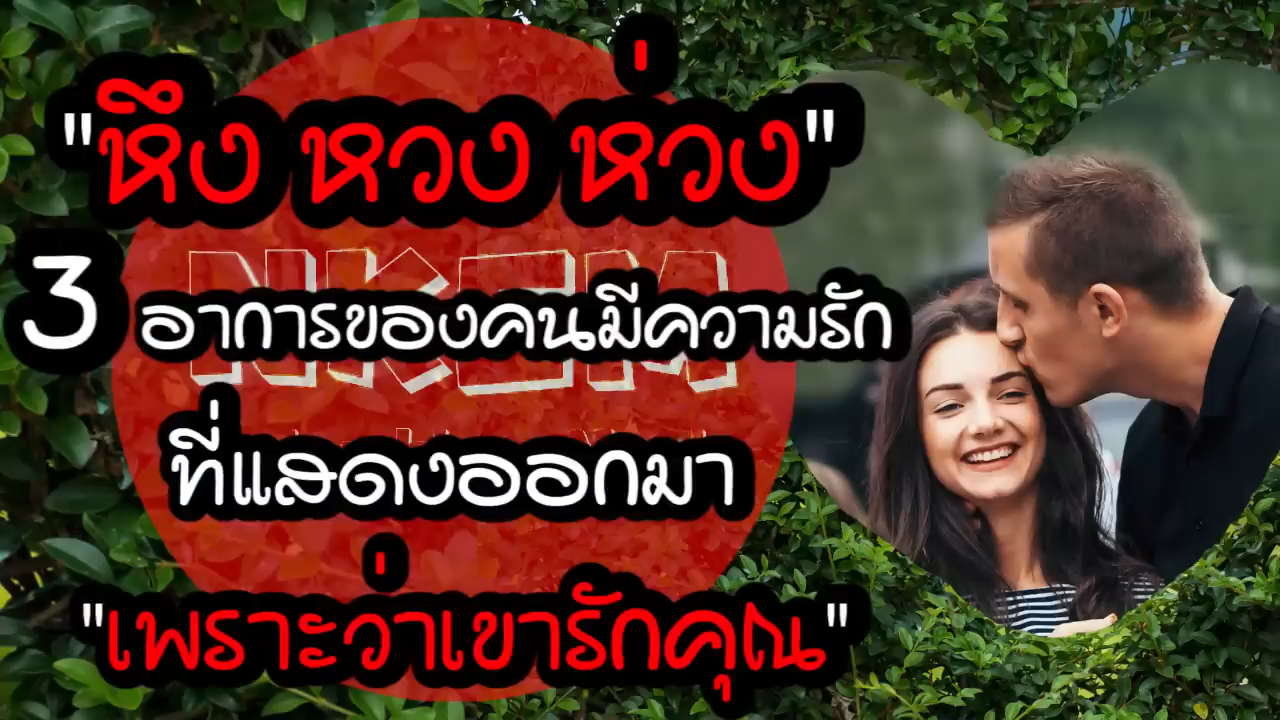 "หึง หวง ห่วง"
3 อาการของคนมีความรัก
ที่แสดงออกมา
"เพราะว่าเขารักคุณ"